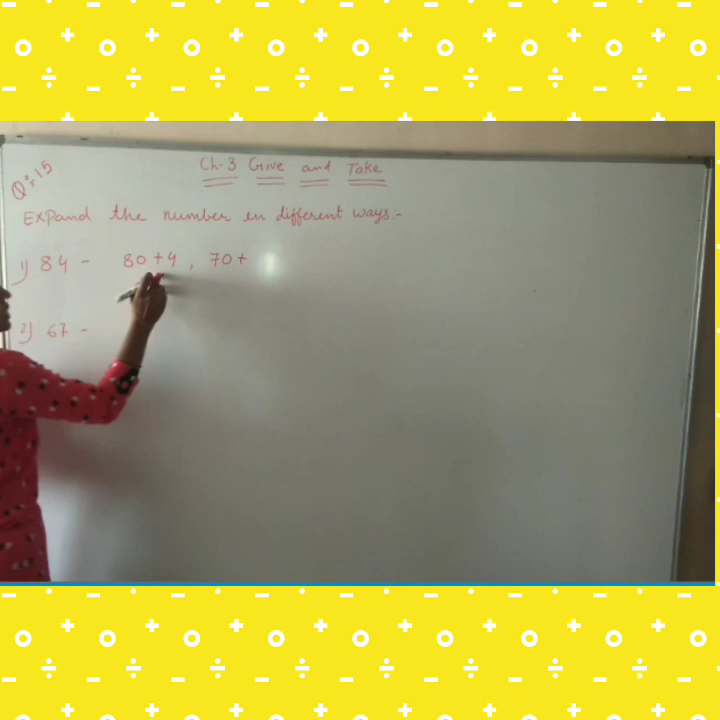 Ch-3 Give and Take
Q:15
Expand the number in different ways:-
1) 84 - 80+4, 70+
2) 67 -